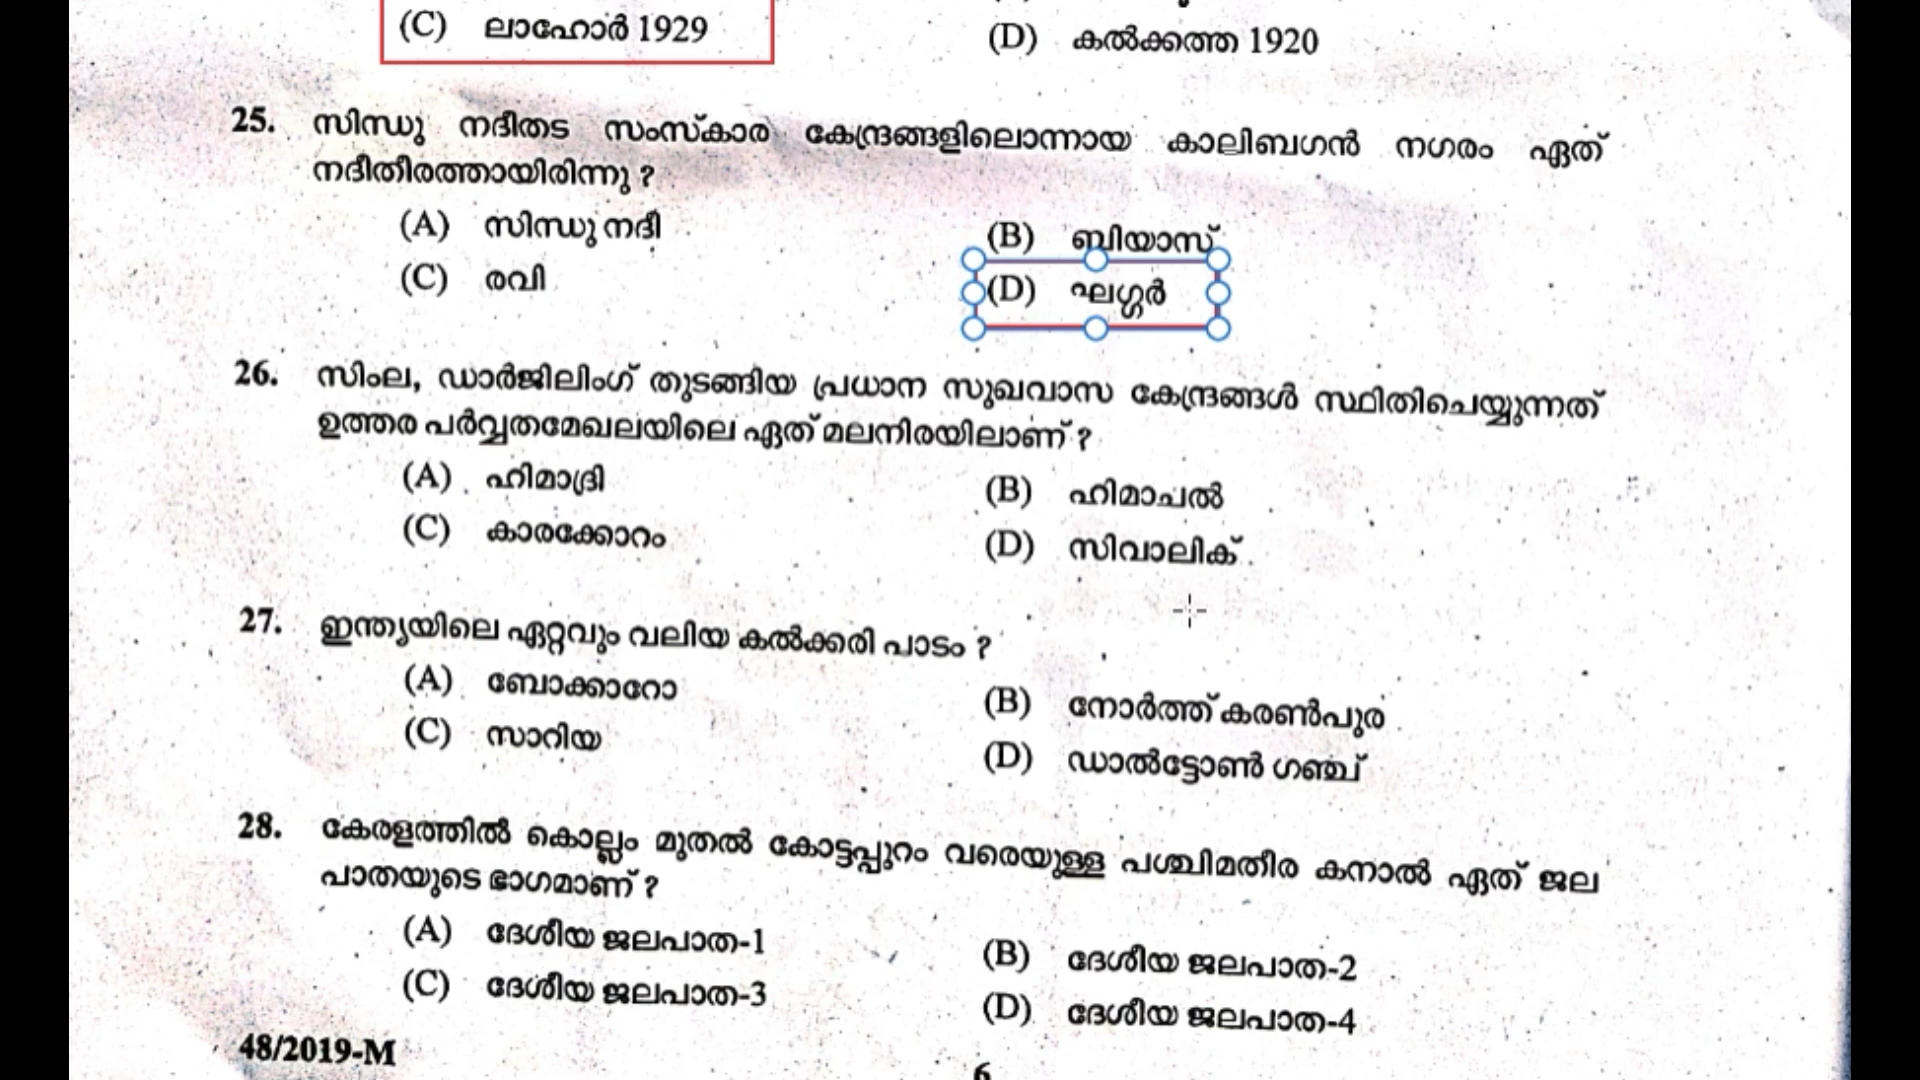 (C) ലാഹോർ 1929
(D) കൽക്കത്ത 1920
25. സിന്ധു നദീതട സംസ്കാര കേന്ദ്രങ്ങളിലൊന്നായ കാലിബഗൻ നഗരം ഏത്
നദീതീരത്തായിരിന്നു ?
(A) സിന്ധു നദീ
(B) ബിയാസ്
(C) രവി
(D) ഘഗ്ഗർ
26. സിംല, ഡാർജിലിംഗ് തുടങ്ങിയ പ്രധാന സുഖവാസ കേന്ദ്രങ്ങൾ സ്ഥിതിചെയ്യുന്നത്
ഉത്തര പർവ്വതമേഖലയിലെ ഏത് മലനിരയിലാണ് ?
(A) ഹിമാദ്രി
(B) ഹിമാചൽ
(C) കാരക്കോറം
(D) സിവാലിക്
27. ഇന്ത്യയിലെ ഏറ്റവും വലിയ കൽക്കരി പാടം ?
(A) ബോക്കാറോ
(B) നോർത്ത് കരൺപുര
(C) സാറിയ
(D) ഡാൽട്ടോൺ ഗഞ്ച്
28. കേരളത്തിൽ കൊല്ലം മുതൽ കോട്ടപ്പുറം വരെയുള്ള പശ്ചിമതീര കനാൽ ഏത് ജല
പാതയുടെ ഭാഗമാണ് ?
(A) ദേശീയ ജലപാത-1
(B) ദേശീയ ജലപാത-2
(C) ദേശീയ ജലപാത-3
(D) ദേശീയ ജലപാത-4
48/2019-M
6